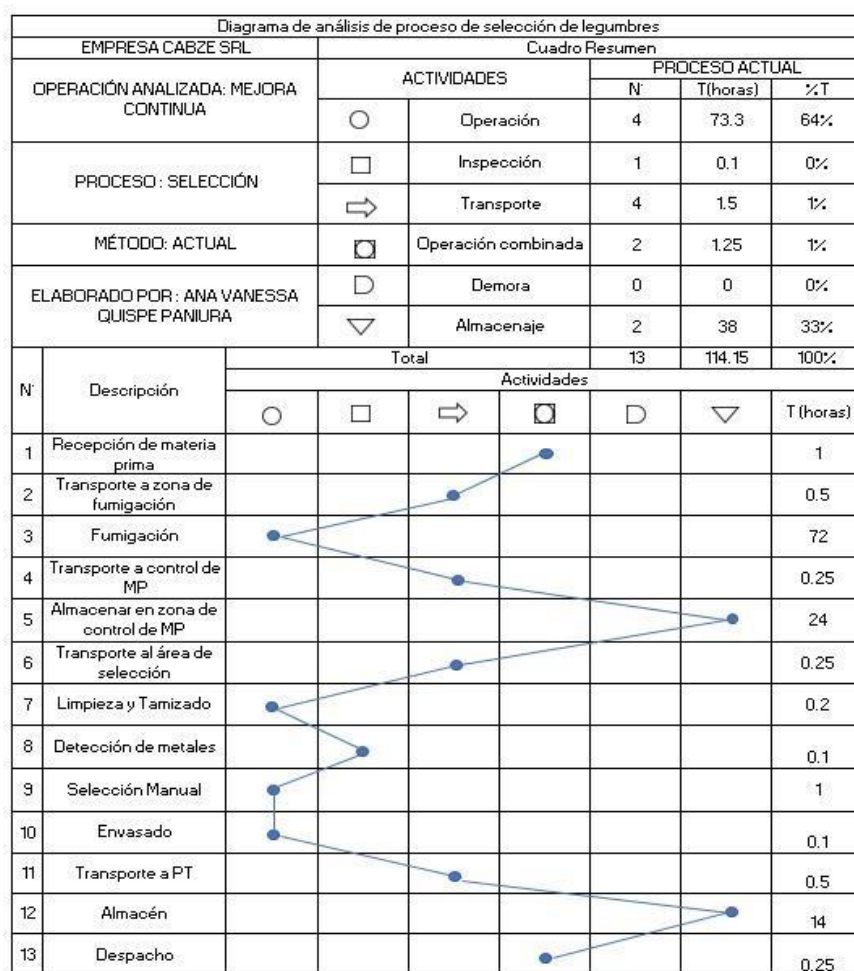 Diagrama de análisis de proceso de selección de legumbres
EMPRESA CABZE SRL
Cuadro Resumen
OPERACIÓN ANALIZADA: MEJORA
CONTINUA
ACTIVIDADES
PROCESO ACTUAL
N° T(horas) %T
Operación 4 73.3 64%
PROCESO : SELECCIÓN
Inspección 1 0.1 0%
Transporte 4 1.5 1%
MÉTODO: ACTUAL
Operación combinada 2 1.25 1%
ELABORADO POR : ANA VANESSA
QUISPE PANIURA
Demora 0 0 0%
Almacenaje 2 38 33%
Total 13 114.15 100%
N° Descripción
Actividades
T (horas)
1 Recepción de materia
prima
1
2 Transporte a zona de
fumigación
0.5
3 Fumigación 72
4 Transporte a control de
MP
0.25
5 Almacenar en zona de
control de MP
24
6 Transporte al área de
selección
0.25
7 Limpieza y Tamizado 0.2
8 Detección de metales 0.1
9 Selección Manual 1
10 Envasado 0.1
11 Transporte a PT 0.5
12 Almacén 14
13 Despacho 0.25